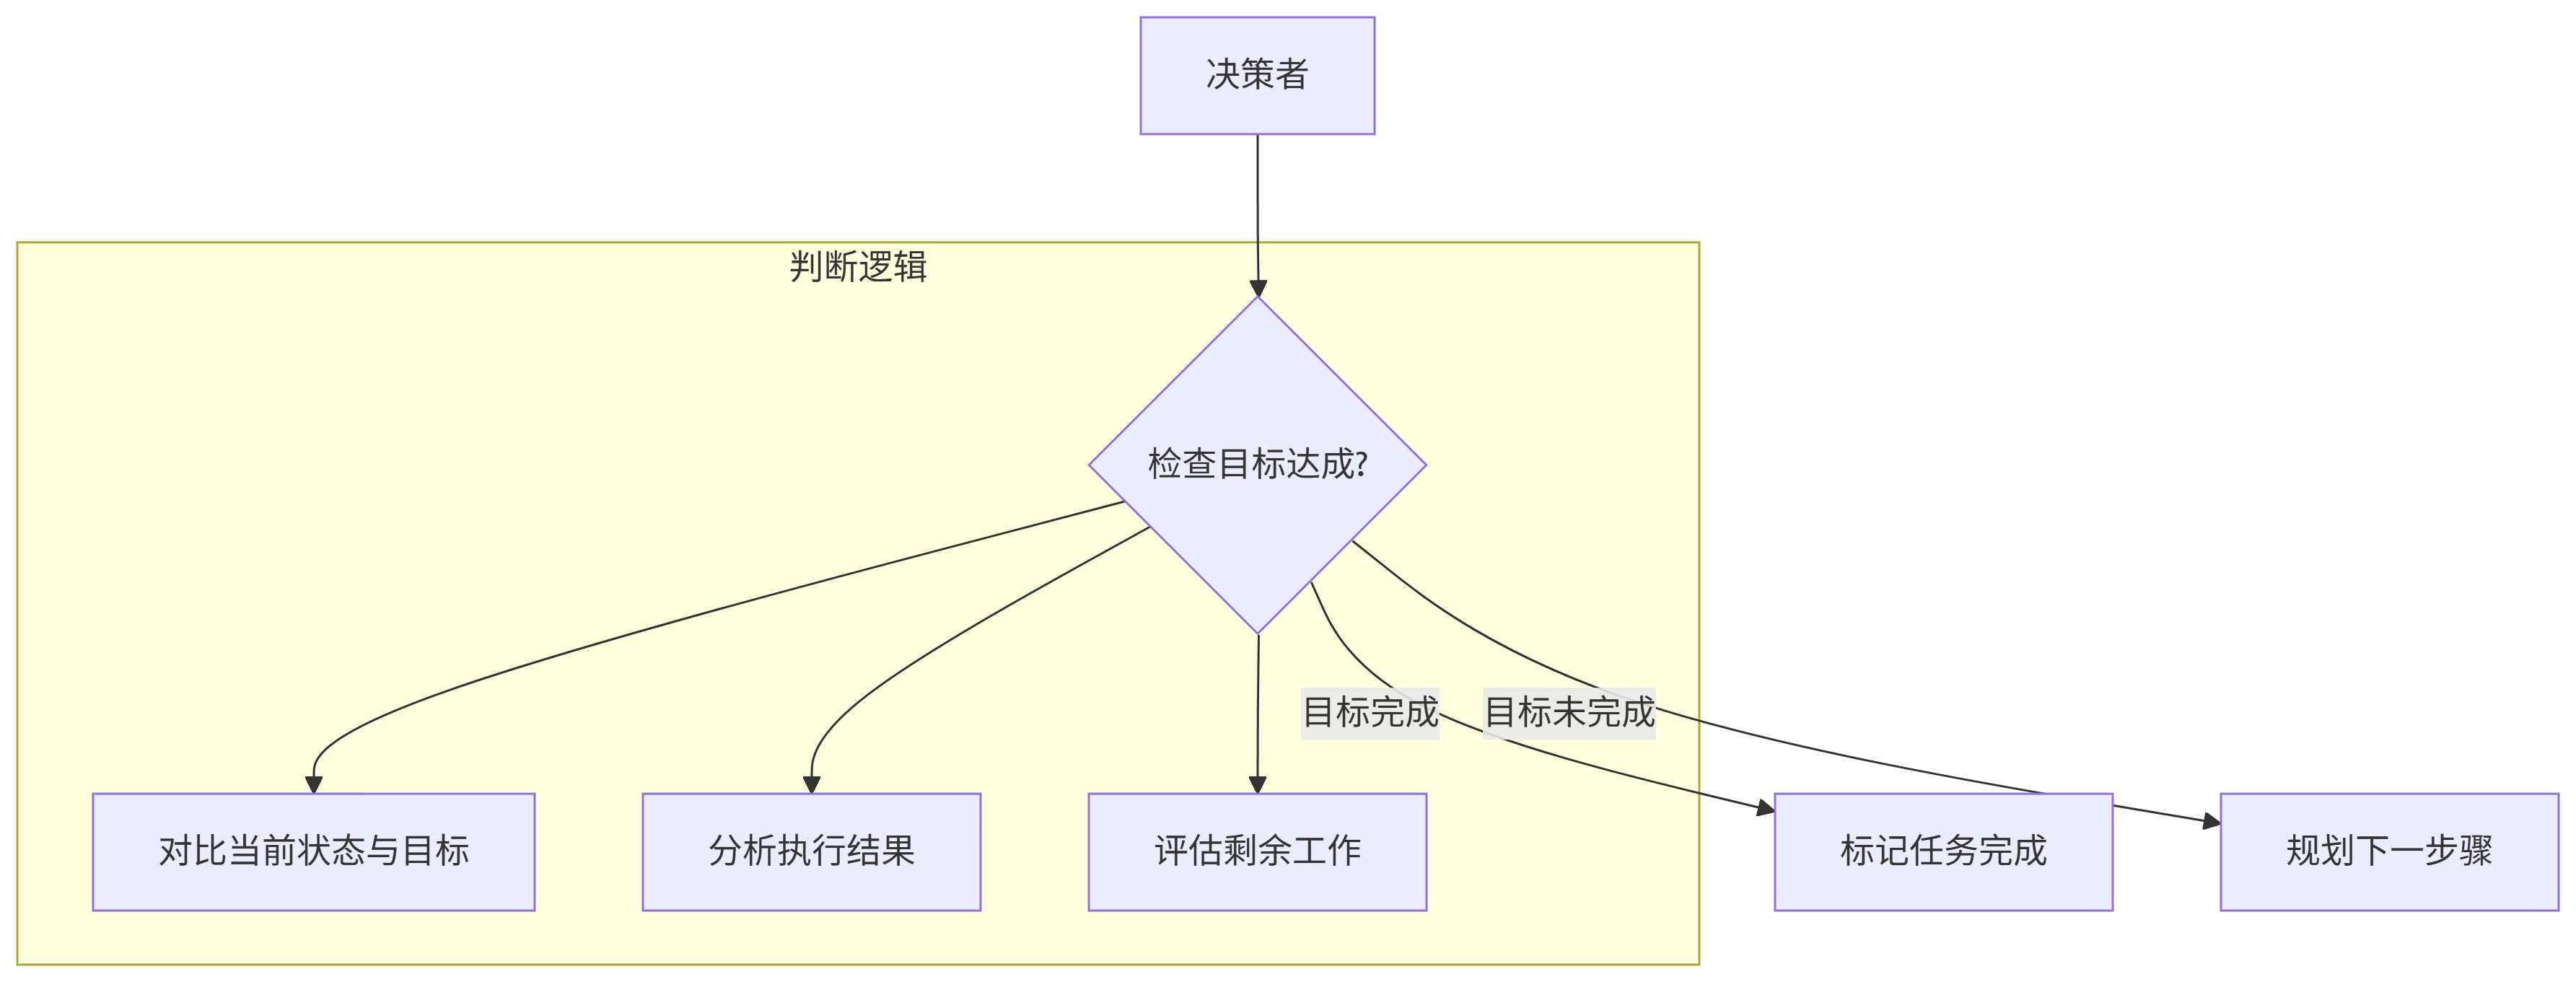 决策者
判断逻辑
检查目标达成?
目标完成
目标未完成
对比当前状态与目标
分析执行结果
评估剩余工作
标记任务完成
规划下一步骤